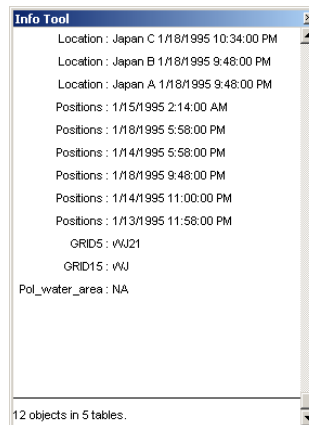 Info Tool
Location : Japan C 1/18/1995 10:34:00 PM
Location : Japan B 1/18/1995 9:48:00 PM
Location : Japan A 1/18/1995 9:48:00 PM
Positions : 1/15/1995 2:14:00 AM
Positions : 1/18/1995 5:58:00 PM
Positions : 1/14/1995 5:58:00 PM
Positions : 1/18/1995 9:48:00 PM
Positions : 1/14/1995 11:00:00 PM
Positions : 1/13/1995 11:58:00 PM
GRID5 : WJ21
GRID15 : WJ
Pol_water_area : NA
12 objects in 5 tables.